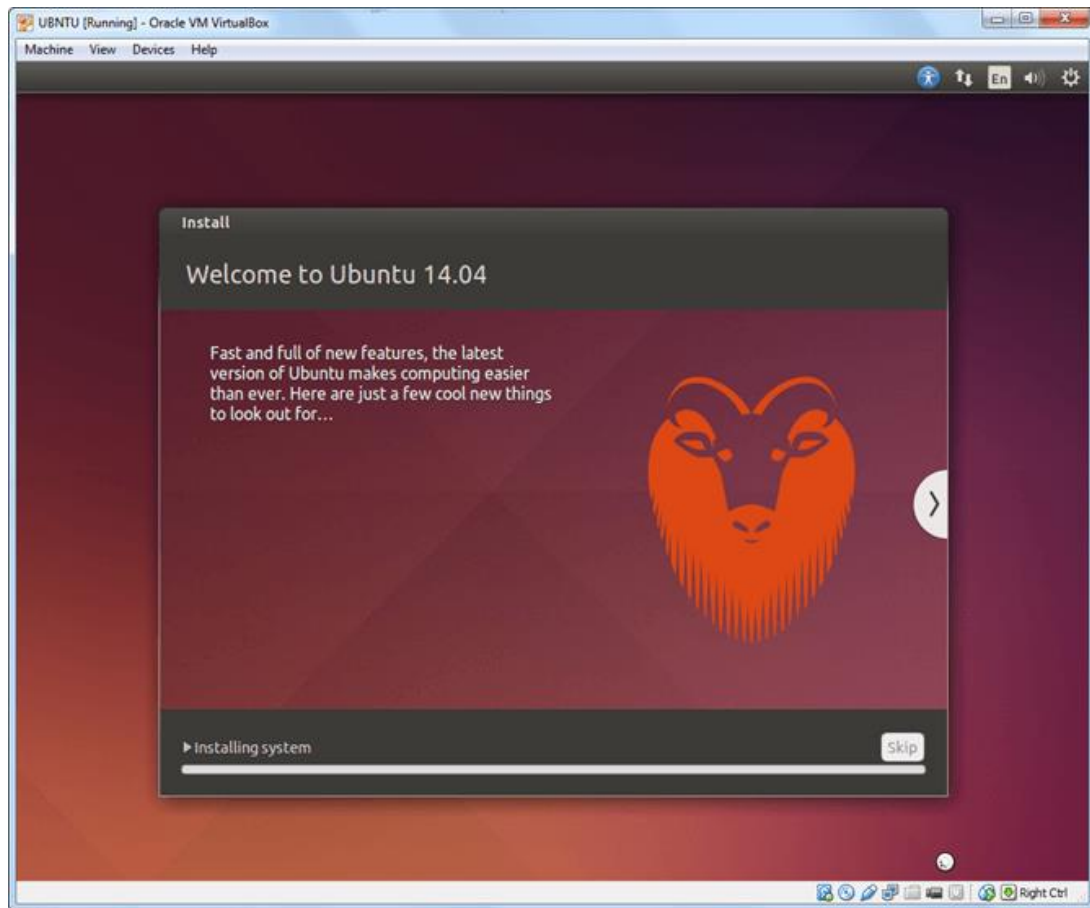 UBNTU [Running] - Oracle VM VirtualBox
Machine View Devices Help
En
Install
Welcome to Ubuntu 14.04
Fast and full of new features, the latest
version of Ubuntu makes computing easier
than ever. Here are just a few cool new things
to look out for...
Installing system
Skip
Right Ctrl